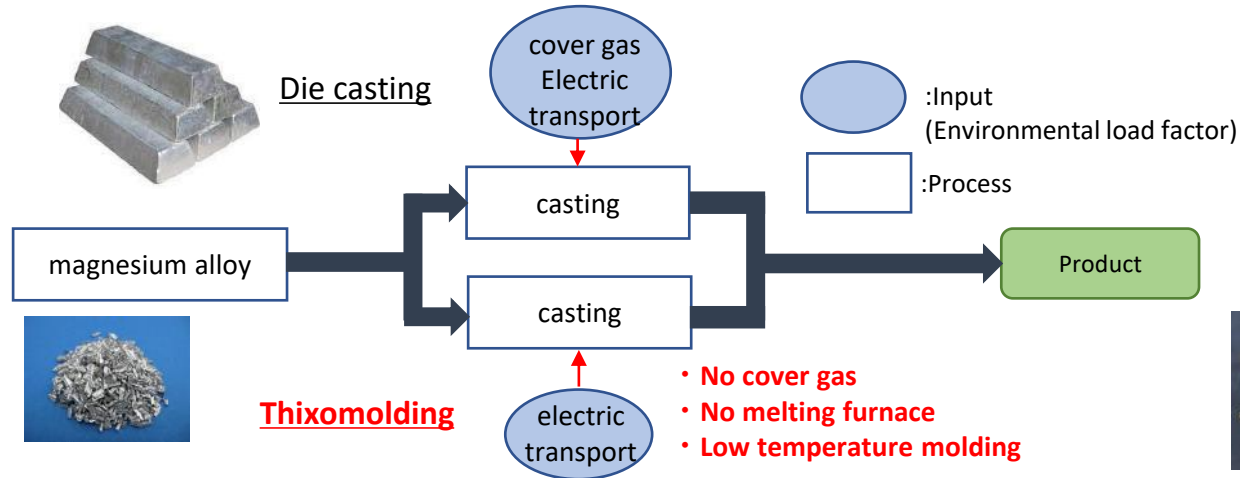 Die casting
cover gas
Electric
transport
:Input
(Environmental load factor)
:Process
casting
magnesium alloy
Product
casting
Thixomolding
electric
transport
・No cover gas
・No melting furnace
・Low temperature molding